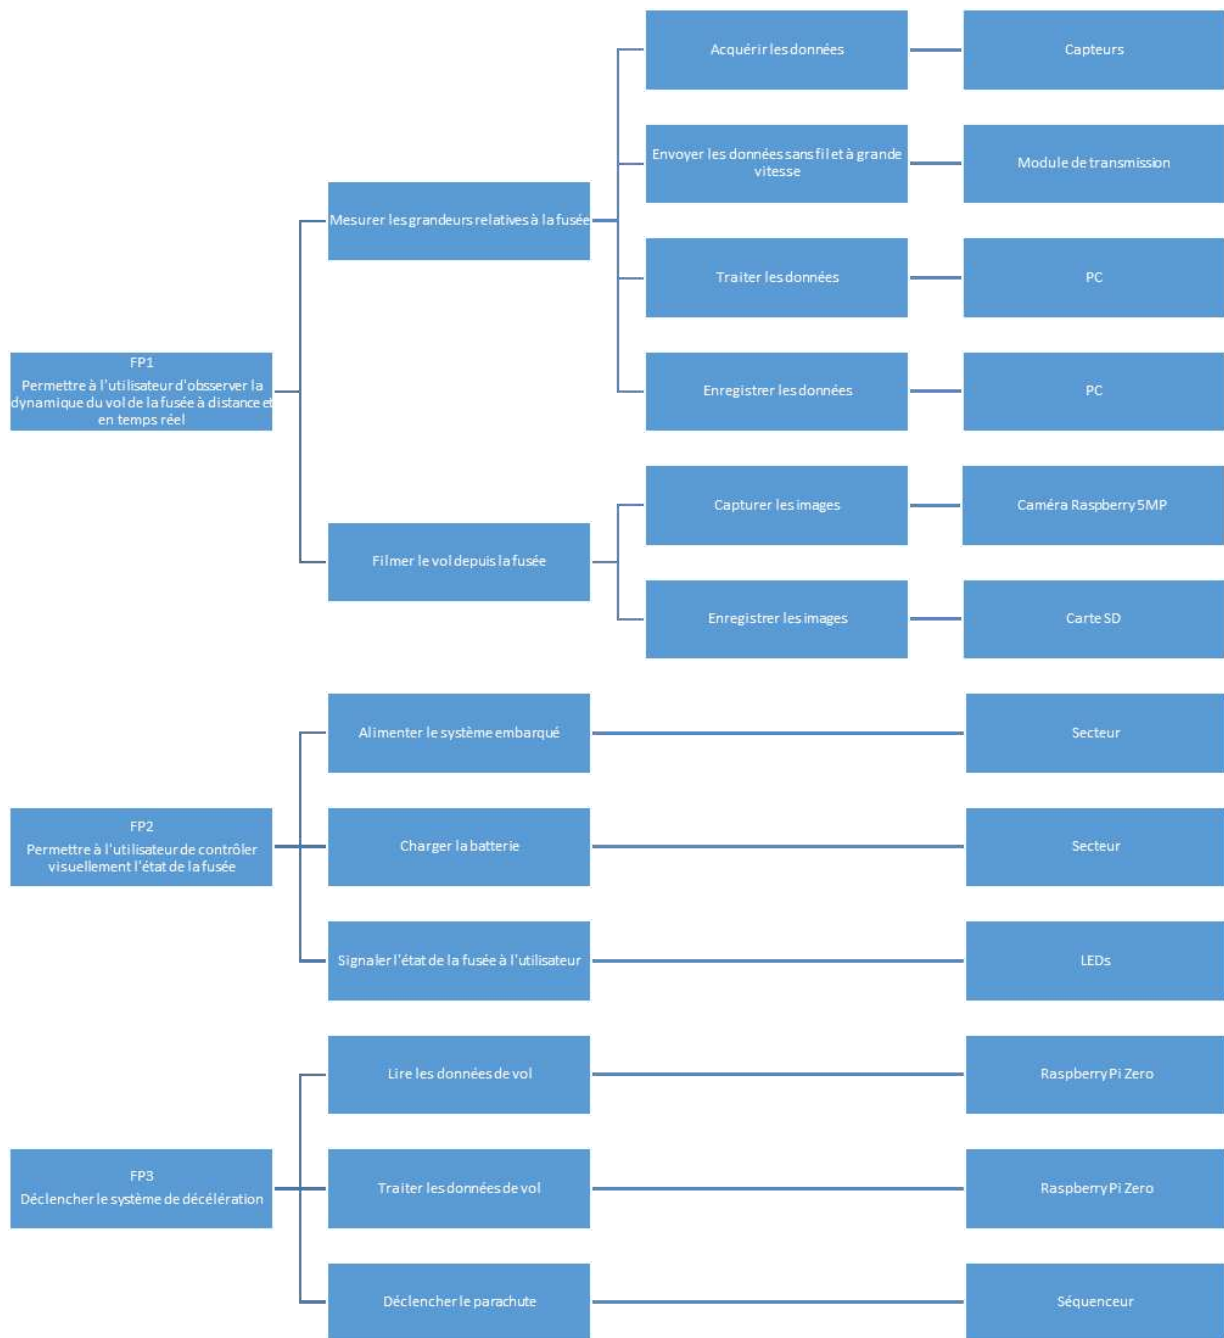 Acquérir les données
Capteurs
Envoyer les données sans fil et à grande
vitesse
Module de transmission
Mesurer les grandeurs relatives à la fusée
Traiter les données
PC
FP1
Permettre à l'utilisateur d'obsserver la
dynamique du vol de la fusée à distance et
en temps réel
Enregistrer les données
PC
Capturer les images
Caméra Raspberry 5MP
Filmer le vol depuis la fusée
Enregistrer les images
Carte SD
Alimenter le système embarqué
Secteur
FP2
Permettre à l'utilisateur de contrôler
visuellement l'état de la fusée
Charger la batterie
Secteur
Signaler l'état de la fusée à l'utilisateur
LEDs
Lire les données de vol
Raspberry Pi Zero
FP3
Déclencher le système de décélération
Traiter les données de vol
Raspberry Pi Zero
Déclencher le parachute
Séquenceur